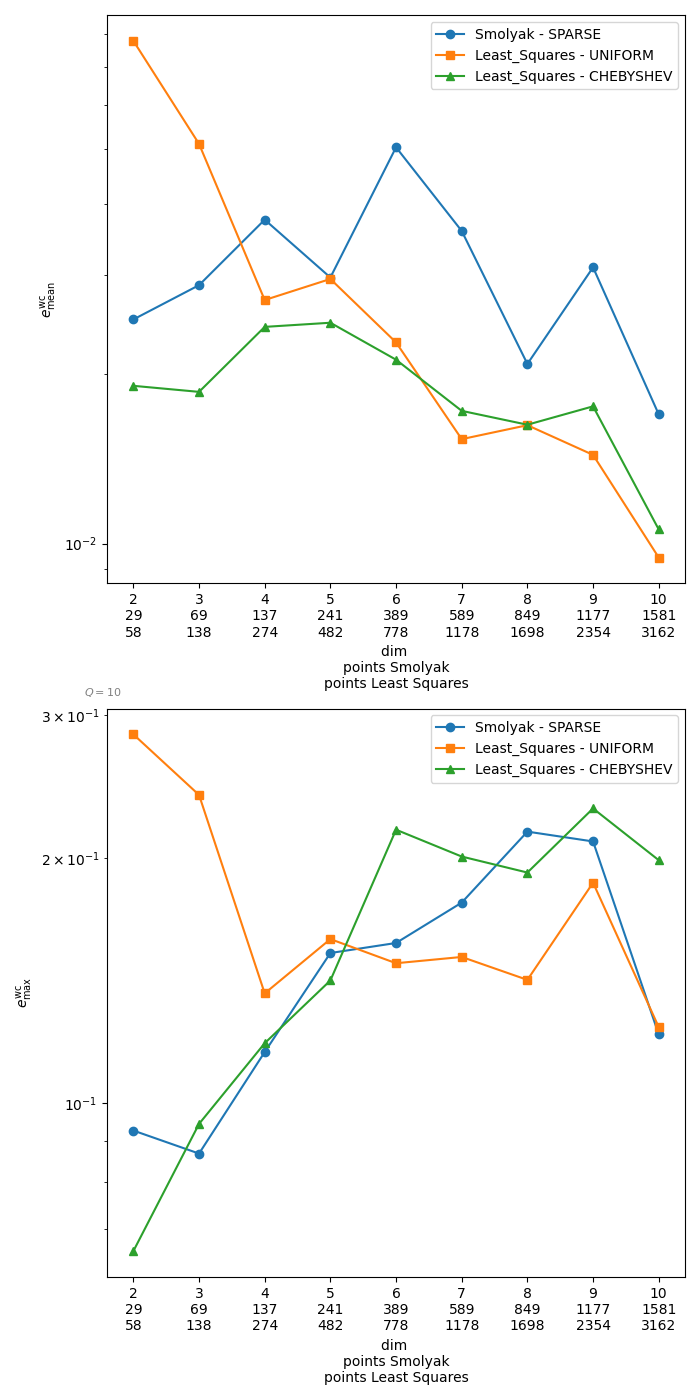 Smolyak - SPARSE
Least_Squares - UNIFORM
Least_Squares - CHEBYSHEV
e^wc_mean
10^−2
2 3 4 5 6 7 8 9 10
29 69 137 241 389 589 849 1177 1581
58 138 274 482 778 1178 1698 2354 3162
dim
points Smolyak
points Least Squares
Q = 10
3 × 10^−1
Smolyak - SPARSE
Least_Squares - UNIFORM
Least_Squares - CHEBYSHEV
2 × 10^−1
e^wc_max
10^−1
2 3 4 5 6 7 8 9 10
29 69 137 241 389 589 849 1177 1581
58 138 274 482 778 1178 1698 2354 3162
dim
points Smolyak
points Least Squares